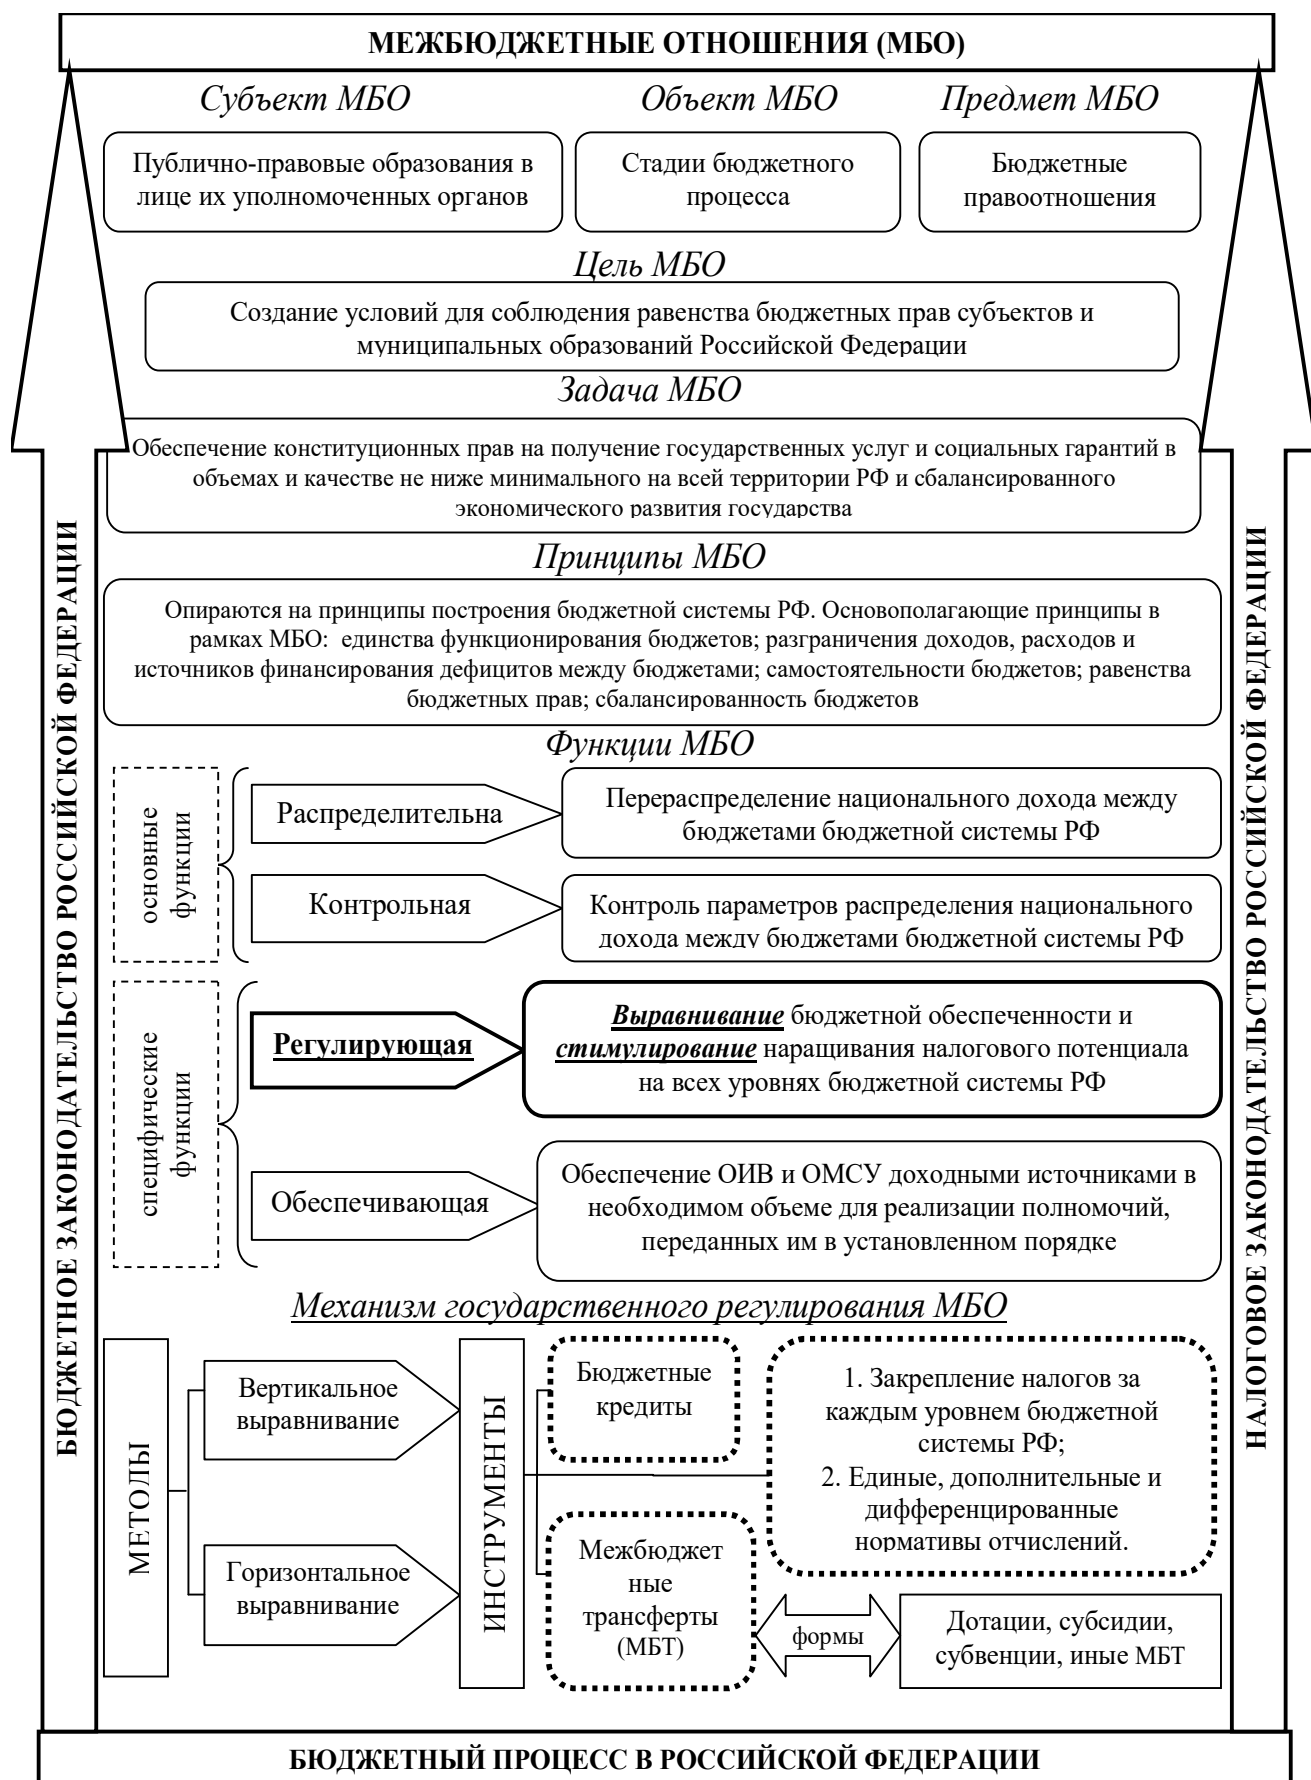 МЕЖБЮДЖЕТНЫЕ ОТНОШЕНИЯ (МБО)
Субъект МБО
Объект МБО
Предмет МБО
Публично-правовые образования в
лице их уполномоченных органов
Стадии бюджетного
процесса
Бюджетные
правоотношения
Цель МБО
Создание условий для соблюдения равенства бюджетных прав субъектов и
муниципальных образований Российской Федерации
Задача МБО
Обеспечение конституционных прав на получение государственных услуг и социальных гарантий в
объемах и качестве не ниже минимального на всей территории РФ и сбалансированного
экономического развития государства
Принципы МБО
Опираются на принципы построения бюджетной системы РФ. Основополагающие принципы в
рамках МБО: единства функционирования бюджетов; разграничения доходов, расходов и
источников финансирования дефицитов между бюджетами; самостоятельности бюджетов; равенства
бюджетных прав; сбалансированность бюджетов
Функции МБО
основные
функции
Распределительна
Перераспределение национального дохода между
бюджетами бюджетной системы РФ
Контрольная
Контроль параметров распределения национального
дохода между бюджетами бюджетной системы РФ
специфические
функции
Регулирующая
Выравнивание бюджетной обеспеченности и
стимулирование наращивания налогового потенциала
на всех уровнях бюджетной системы РФ
Обеспечивающая
Обеспечение ОИВ и ОМСУ доходными источниками в
необходимом объеме для реализации полномочий,
переданных им в установленном порядке
Механизм государственного регулирования МБО
МЕТОДЫ
Вертикальное
выравнивание
Горизонтальное
выравнивание
ИНСТРУМЕНТЫ
Бюджетные
кредиты
Межбюджет
ные
трансферты
(МБТ)
1. Закрепление налогов за
каждым уровнем бюджетной
системы РФ;
2. Единые, дополнительные и
дифференцированные
нормативы отчислений.
формы
Дотации, субсидии,
субвенции, иные МБТ
БЮДЖЕТНОЕ ЗАКОНОДАТЕЛЬСТВО РОССИЙСКОЙ ФЕДЕРАЦИИ
НАЛОГОВОЕ ЗАКОНОДАТЕЛЬСТВО РОССИЙСКОЙ ФЕДЕРАЦИИ
БЮДЖЕТНЫЙ ПРОЦЕСС В РОССИЙСКОЙ ФЕДЕРАЦИИ